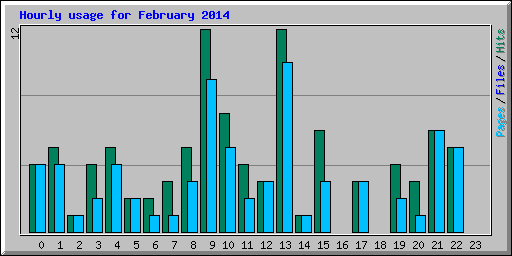 Hourly usage for February 2014
12
Pages / Files / Hits
0 1 2 3 4 5 6 7 8 9 10 11 12 13 14 15 16 17 18 19 20 21 22 23